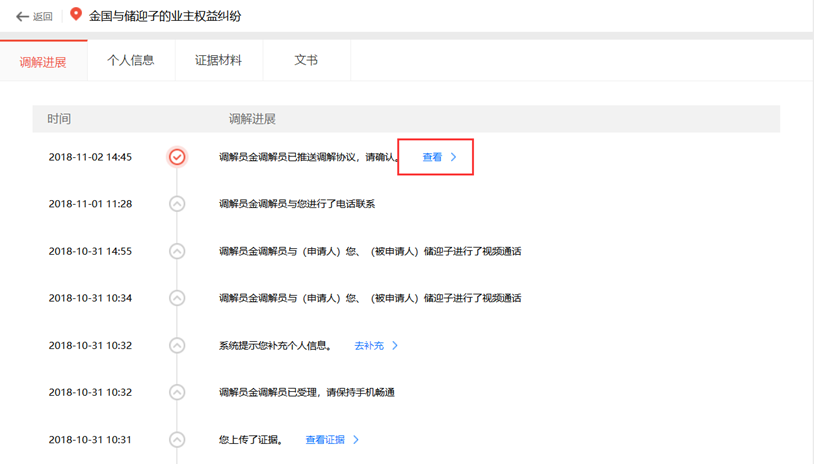 返回 金国与储迎子的业主权益纠纷
调解进展 个人信息 证据材料 文书
时间 调解进展
2018-11-02 14:45 调解员金调解员已推送调解协议，请确认。 查看
2018-11-01 11:28 调解员金调解员与您进行了电话联系
2018-10-31 14:55 调解员金调解员与（申请人）您、（被申请人）储迎子进行了视频通话
2018-10-31 10:34 调解员金调解员与（申请人）您、（被申请人）储迎子进行了视频通话
2018-10-31 10:32 系统提示您补充个人信息。 去补充
2018-10-31 10:32 调解员金调解员已受理，请保持手机畅通
2018-10-31 10:31 您上传了证据。 查看证据